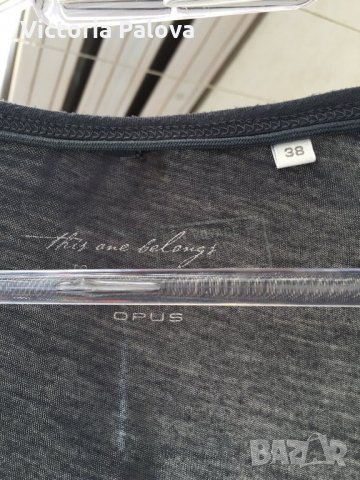 Victoria Palova
38
this one belongs
OPUS
BAZAR